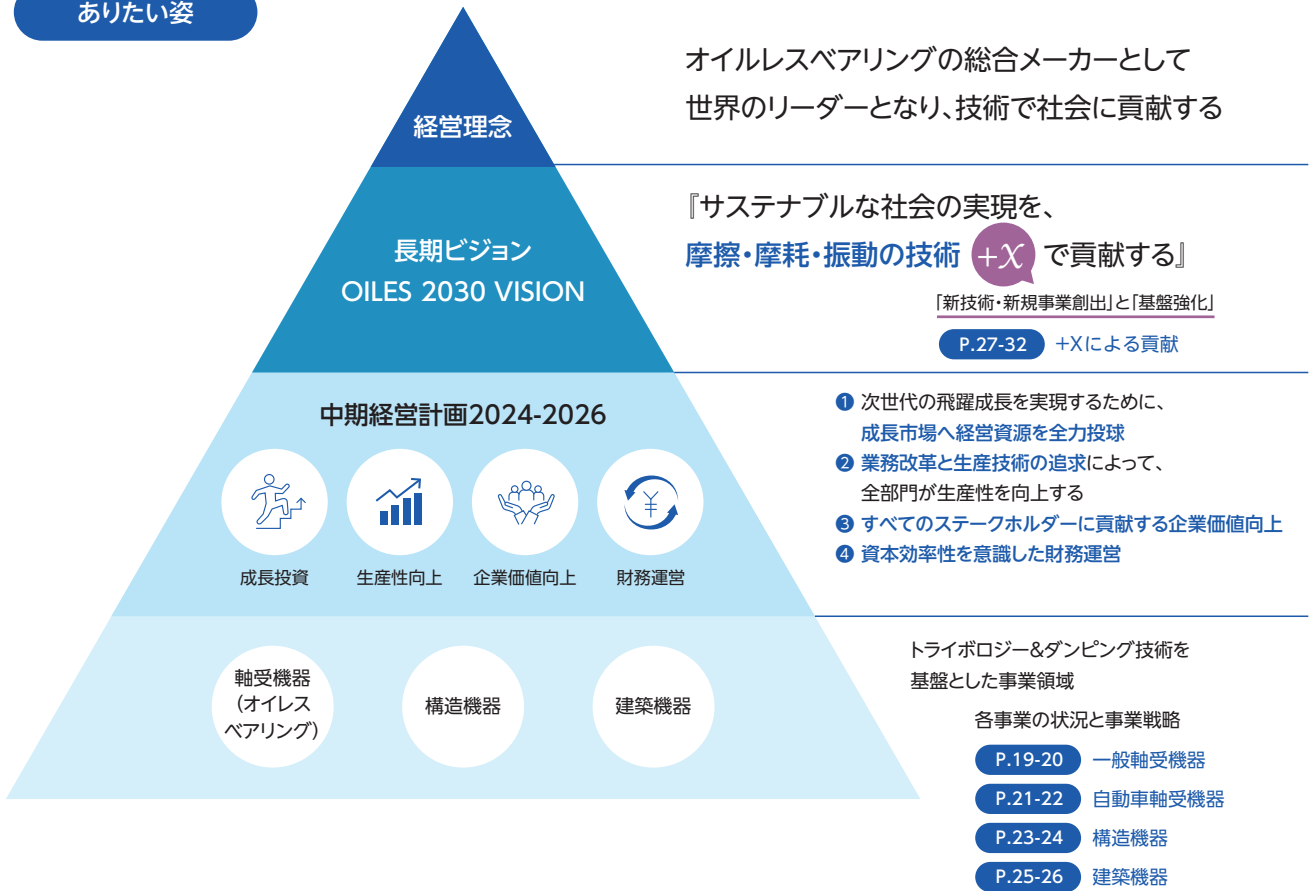 ありたい姿
経営理念
オイルレスベアリングの総合メーカーとして
世界のリーダーとなり、技術で社会に貢献する
長期ビジョン
OILES 2030 VISION
『サステナブルな社会の実現を、
摩擦・摩耗・振動の技術 +X で貢献する』
「新技術・新規事業創出」と「基盤強化」
P.27-32 +Xによる貢献
中期経営計画2024-2026
成長投資
生産性向上
企業価値向上
財務運営
❶ 次世代の飛躍成長を実現するために、
成長市場へ経営資源を全力投球
❷ 業務改革と生産技術の追求によって、
全部門が生産性を向上する
❸ すべてのステークホルダーに貢献する企業価値向上
❹ 資本効率性を意識した財務運営
軸受機器
(オイレス
ベアリング)
構造機器
建築機器
トライボロジー&ダンピング技術を
基盤とした事業領域
各事業の状況と事業戦略
P.19-20 一般軸受機器
P.21-22 自動車軸受機器
P.23-24 構造機器
P.25-26 建築機器